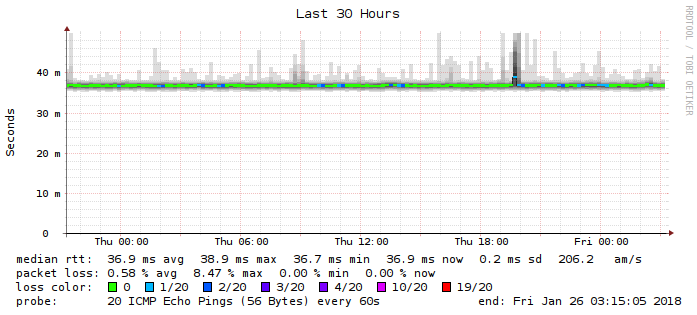 Last 30 Hours
RRDTOOL / TOBI OETIKER
Seconds
40 m
30 m
20 m
10 m
0
Thu 00:00 Thu 06:00 Thu 12:00 Thu 18:00 Fri 00:00
median rtt: 36.9 ms avg 38.9 ms max 36.7 ms min 36.9 ms now 0.2 ms sd 206.2 am/s
packet loss: 0.58 % avg 8.47 % max 0.00 % min 0.00 % now
loss color: 0 1/20 2/20 3/20 4/20 10/20 19/20
probe: 20 ICMP Echo Pings (56 Bytes) every 60s end: Fri Jan 26 03:15:05 2018